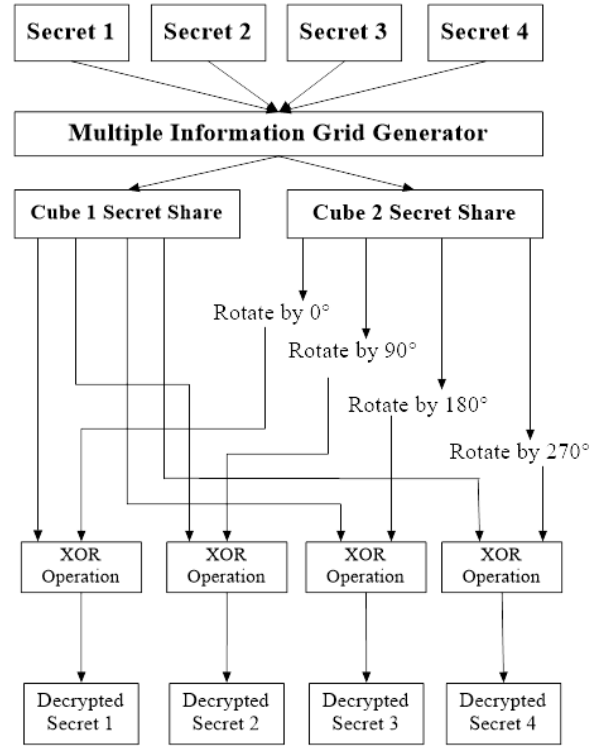 Secret 1
Secret 2
Secret 3
Secret 4
Multiple Information Grid Generator
Cube 1 Secret Share
Cube 2 Secret Share
Rotate by 0°
Rotate by 90°
Rotate by 180°
Rotate by 270°
XOR
Operation
XOR
Operation
XOR
Operation
XOR
Operation
Decrypted
Secret 1
Decrypted
Secret 2
Decrypted
Secret 3
Decrypted
Secret 4